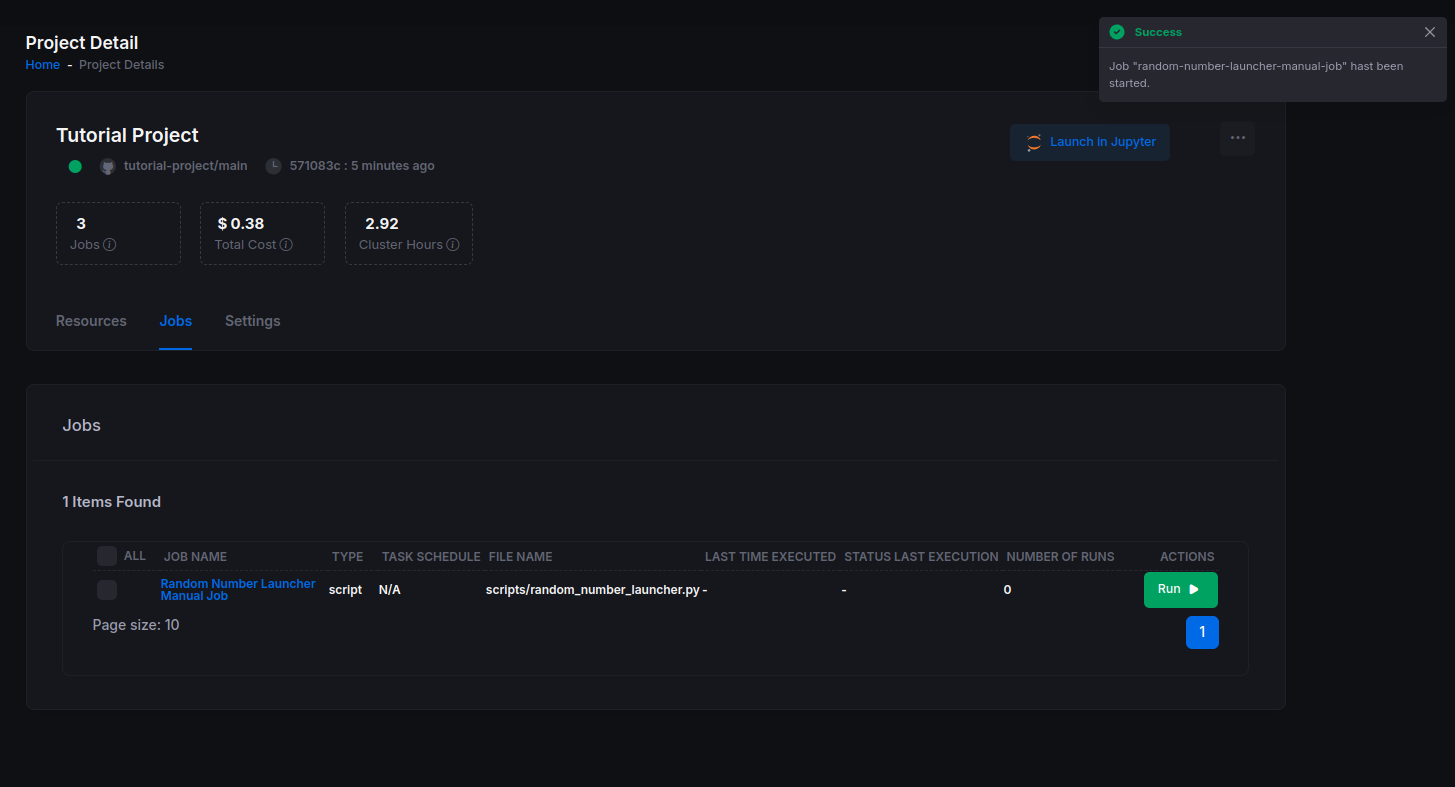 Project Detail
Home - Project Details
Success
Job "random-number-launcher-manual-job" hast been
started.
Tutorial Project
Launch in Jupyter
tutorial-project/main 571083c : 5 minutes ago
3 $ 0.38 2.92
Jobs Total Cost Cluster Hours
Resources Jobs Settings
Jobs
1 Items Found
ALL JOB NAME TYPE TASK SCHEDULE FILE NAME LAST TIME EXECUTED STATUS LAST EXECUTION NUMBER OF RUNS ACTIONS
Random Number Launcher
Manual Job
script N/A scripts/random_number_launcher.py - - 0 Run
Page size: 10
1